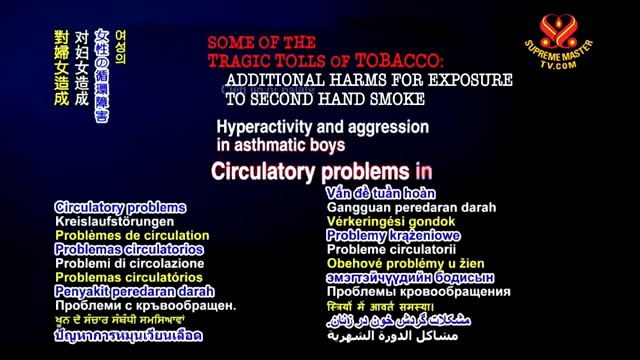 여성의
女性の循環障害
对妇女造成
對婦女造成
SOME OF THE
TRAGIC TOLLS OF TOBACCO:
ADDITIONAL HARMS FOR EXPOSURE
TO SECOND HAND SMOKE
Cleft lip or palate
Hyperactivity and aggression
in asthmatic boys
Circulatory problems in
SUPREME MASTER
TV.COM
Circulatory problems
Kreislaufstörungen
Problèmes de circulation
Problemas circulatorios
Problemi di circolazione
Problemas circulatórios
Penyakit peredaran darah
Проблеми с кръвообращен.
ਖੂਨ ਦੇ ਸੰਚਾਰ ਸੰਬੰਧੀ ਸਮਸਿਆਵਾਂ
ปัญหาการหมุนเวียนเลือด
Vấn đề tuần hoàn
Gangguan peredaran darah
Vérkeringési gondok
Problemy krążeniowe
Probleme circulatorii
Obehové problémy u žien
эмэгтэйчүүдийн бодисын
Проблемы кровообращения
स्त्रियों में आवर्त समस्या।
مشکلات گردش خون در زنان.
مشاكل الدورة الشهرية